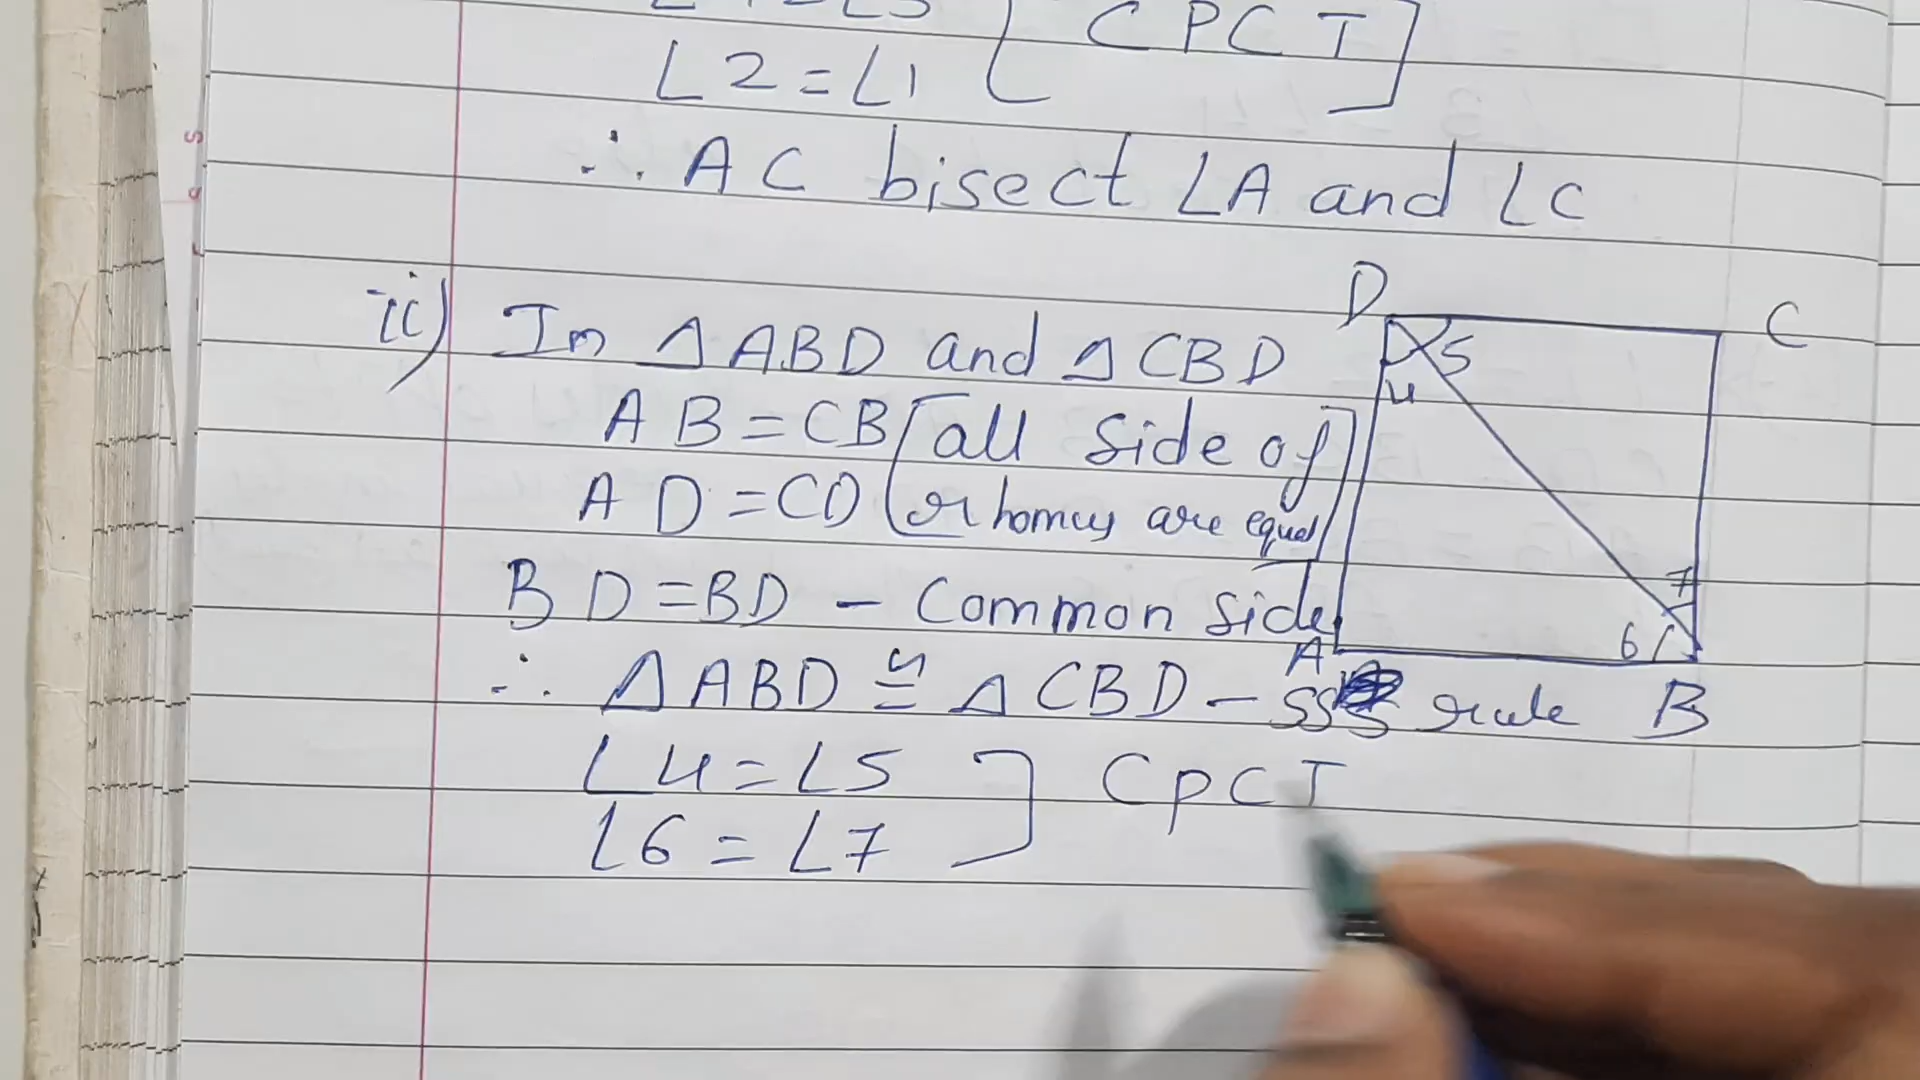 ∠2 = ∠1 [CPCT]
∴ AC bisect ∠A and ∠C
ii) In △ABD and △CBD
AB = CB [all side of
AD = CD rhomus are equal]
BD = BD – Common side
∴ △ABD ≅ △CBD – SSS rule
∠4 = ∠5 ] CPCT
∠6 = ∠7
D
C
5
4
7
6
A
B